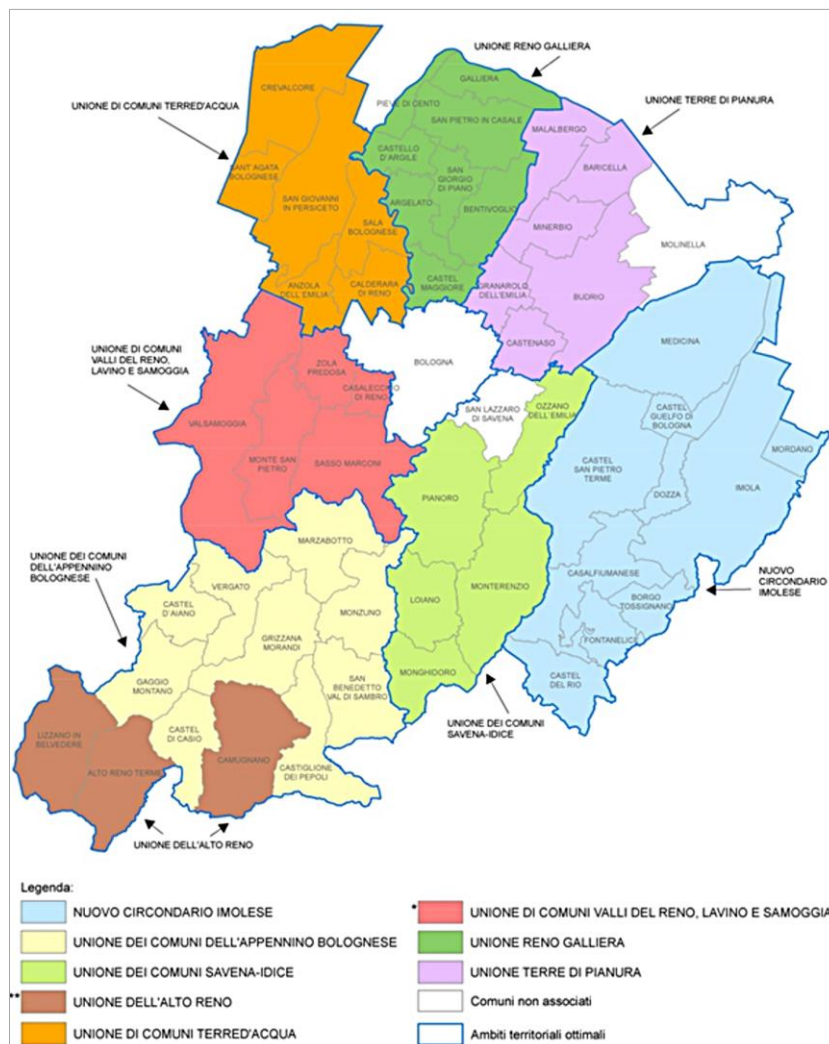 UNIONE RENO GALLIERA
CREVALCORE
GALLIERA
UNIONE DI COMUNI TERRED'ACQUA
PIEVE DI CENTO
UNIONE TERRE DI PIANURA
SAN PIETRO IN CASALE
MALALBERGO
CASTELLO
D'ARGILE
BARICELLA
SANT'AGATA
BOLOGNESE
SAN
GIORGIO
DI PIANO
SAN GIOVANNI
IN PERSICETO
ARGELATO
BENTIVOGLIO
SALA
BOLOGNESE
MINERBIO
MOLINELLA
ANZOLA
DELL'EMILIA
CALDERARA
DI RENO
CASTEL
MAGGIORE
GRANAROLO
DELL'EMILIA
BUDRIO
UNIONE DI COMUNI
VALLI DEL RENO,
LAVINO E SAMOGGIA
CASTENASO
MEDICINA
ZOLA
PREDOSA
BOLOGNA
CASALECCHIO
DI RENO
VALSAMOGGIA
SAN LAZZARO
DI SAVENA
OZZANO
DELL'EMILIA
CASTEL
GUELFO DI
BOLOGNA
MORDANO
MONTE SAN
PIETRO
SASSO MARCONI
CASTEL
SAN PIETRO
TERME
PIANORO
DOZZA
IMOLA
MARZABOTTO
UNIONE DEI COMUNI
DELL'APPENNINO
BOLOGNESE
VERGATO
CASALFIUMANESE
NUOVO
CIRCONDARIO
IMOLESE
CASTEL
D'AIANO
MONZUNO
LOIANO
MONTERENZIO
BORGO
TOSSIGNANO
GRIZZANA
MORANDI
FONTANELICE
GAGGIO
MONTANO
SAN
BENEDETTO
VAL DI SAMBRO
MONGHIDORO
CASTEL
DEL RIO
UNIONE DEI COMUNI
SAVENA-IDICE
LIZZANO IN
BELVEDERE
CASTEL
DI CASIO
CAMUGNANO
CASTIGLIONE
DEI PEPOLI
ALTO RENO TERME
UNIONE DELL'ALTO RENO
Legenda:
NUOVO CIRCONDARIO IMOLESE
UNIONE DEI COMUNI DELL'APPENNINO BOLOGNESE
UNIONE DEI COMUNI SAVENA-IDICE
** UNIONE DELL'ALTO RENO
UNIONE DI COMUNI TERRED'ACQUA
* UNIONE DI COMUNI VALLI DEL RENO, LAVINO E SAMOGGIA
UNIONE RENO GALLIERA
UNIONE TERRE DI PIANURA
Comuni non associati
Ambiti territoriali ottimali